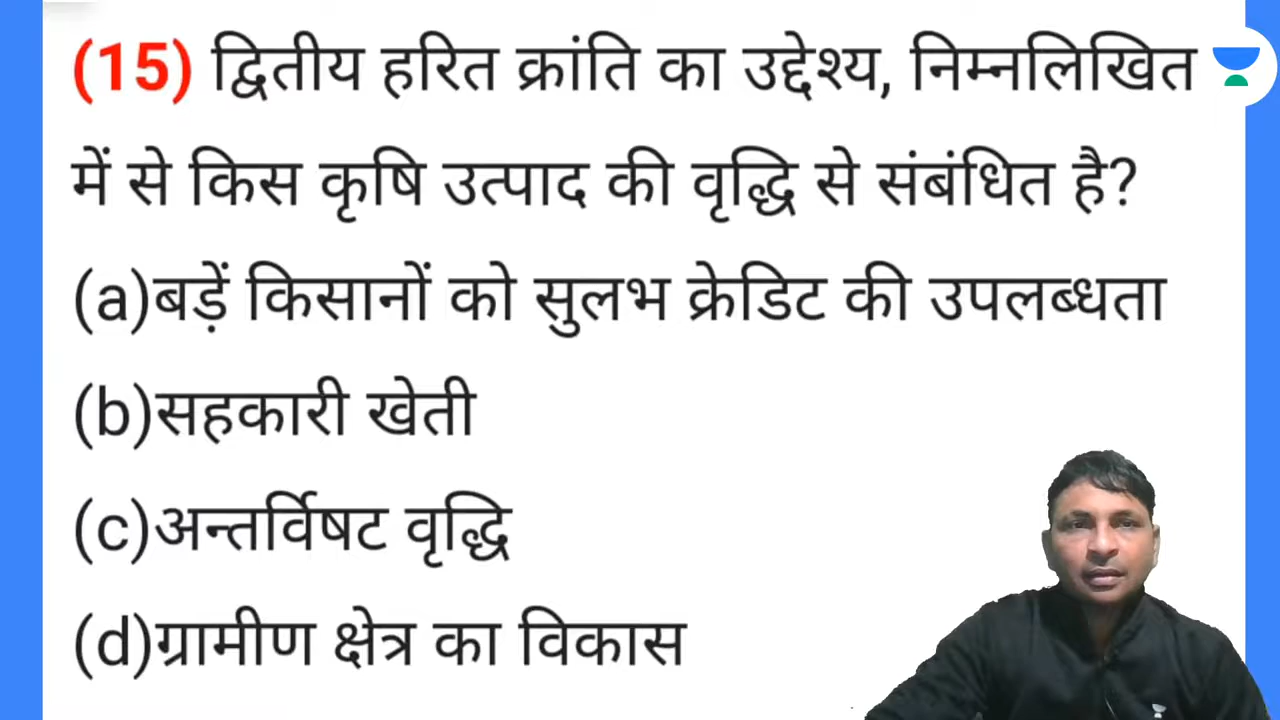 (15) द्वितीय हरित क्रांति का उद्देश्य, निम्नलिखित
में से किस कृषि उत्पाद की वृद्धि से संबंधित है?
(a)बड़ें किसानों को सुलभ क्रेडिट की उपलब्धता
(b)सहकारी खेती
(c)अन्तर्विषट वृद्धि
(d)ग्रामीण क्षेत्र का विकास